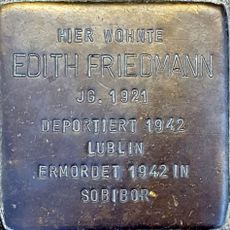 HIER WOHNTE
EDITH FRIEDMANN
JG. 1921
DEPORTIERT 1942
LUBLIN
ERMORDET 1942 IN
SOBIBOR